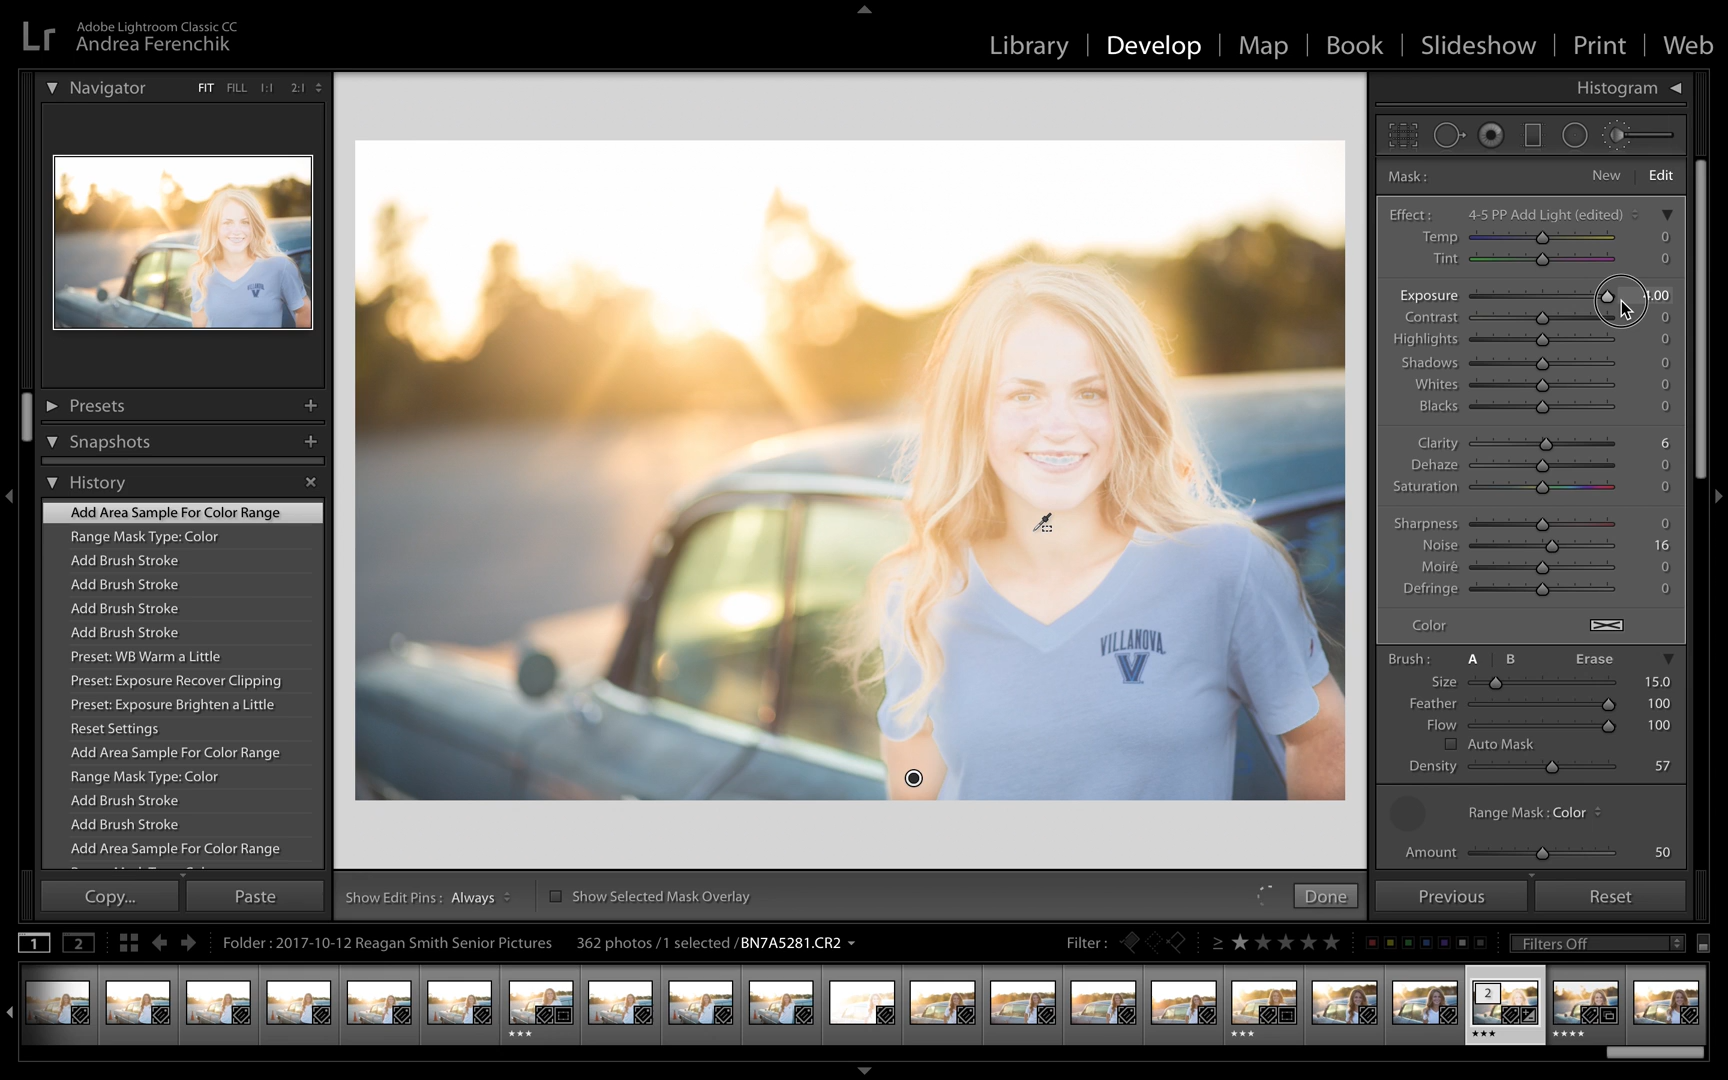 Lr
Adobe Lightroom Classic CC
Andrea Ferenchik
Library | Develop | Map | Book | Slideshow | Print | Web
Navigator FIT FILL 1:1 2:1
Presets
Snapshots
History
Add Area Sample For Color Range
Range Mask Type: Color
Add Brush Stroke
Add Brush Stroke
Add Brush Stroke
Add Brush Stroke
Preset: WB Warm a Little
Preset: Exposure Recover Clipping
Preset: Exposure Brighten a Little
Reset Settings
Add Area Sample For Color Range
Range Mask Type: Color
Add Brush Stroke
Add Brush Stroke
Add Area Sample For Color Range
Copy... Paste
VILLANOVA
V
Show Edit Pins : Always
Show Selected Mask Overlay
Done
Histogram
Mask : New Edit
Effect : 4-5 PP Add Light (edited)
Temp 0
Tint 0
Exposure 4.00
Contrast 0
Highlights 0
Shadows 0
Whites 0
Blacks 0
Clarity 6
Dehaze 0
Saturation 0
Sharpness 0
Noise 16
Moiré 0
Defringe 0
Color
Brush : A B Erase
Size 15.0
Feather 100
Flow 100
Auto Mask
Density 57
Range Mask : Color
Amount 50
Previous Reset
1 2 Folder : 2017-10-12 Reagan Smith Senior Pictures 362 photos / 1 selected / BN7A5281.CR2 Filter : ≥ Filters Off
2